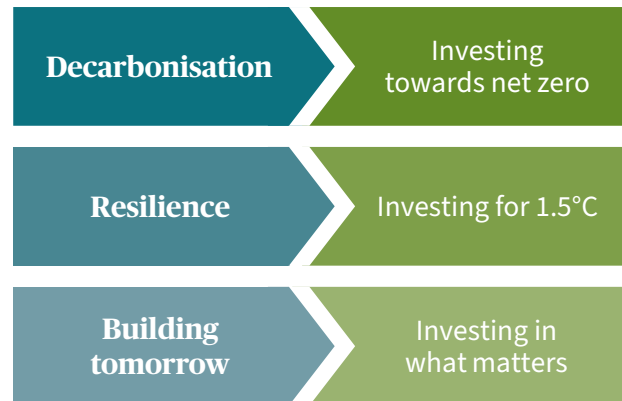 Decarbonisation
Investing
towards net zero
Resilience
Investing for 1.5°C
Building
tomorrow
Investing in
what matters